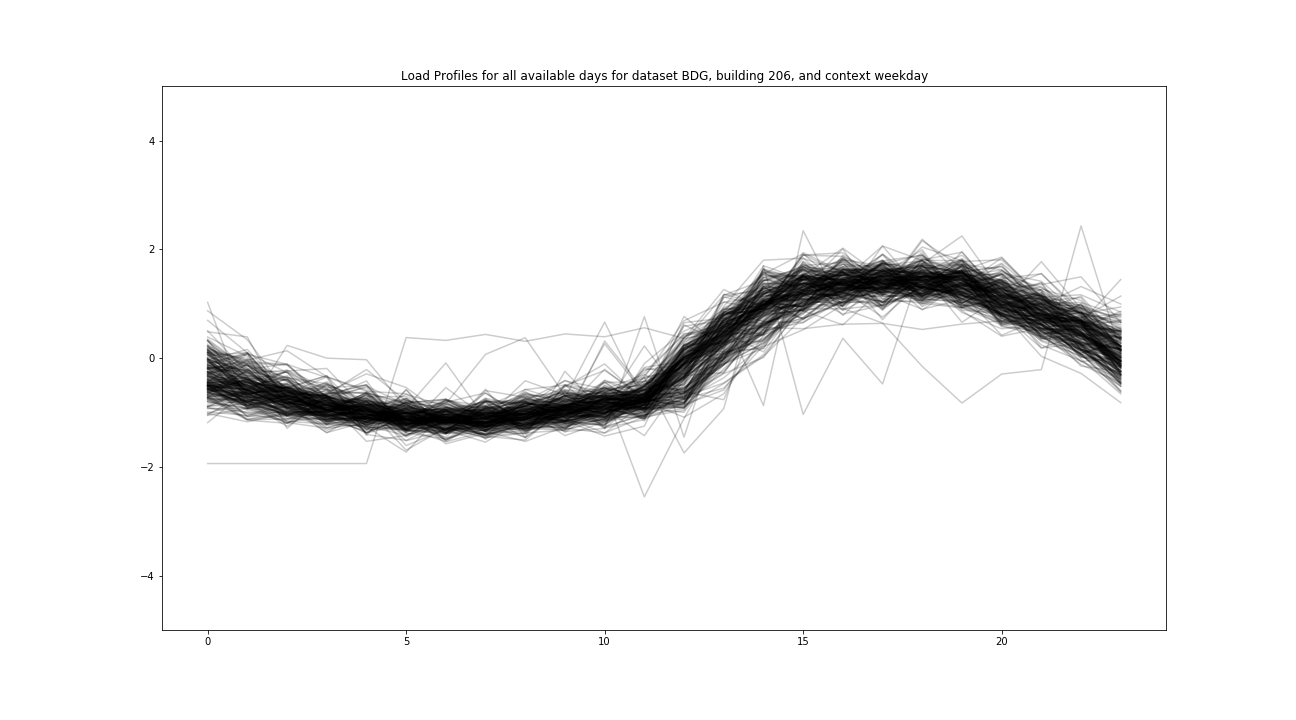 Load Profiles for all available days for dataset BDG, building 206, and context weekday
4
2
0
−2
−4
0 5 10 15 20